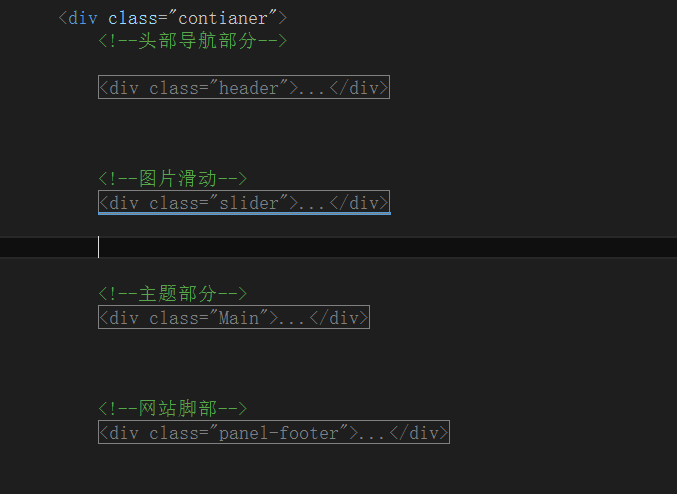 <div class="contianer">
<!--头部导航部分-->
<div class="header">...</div>
<!--图片滑动-->
<div class="slider">...</div>
<!--主题部分-->
<div class="Main">...</div>
<!--网站脚部-->
<div class="panel-footer">...</div>